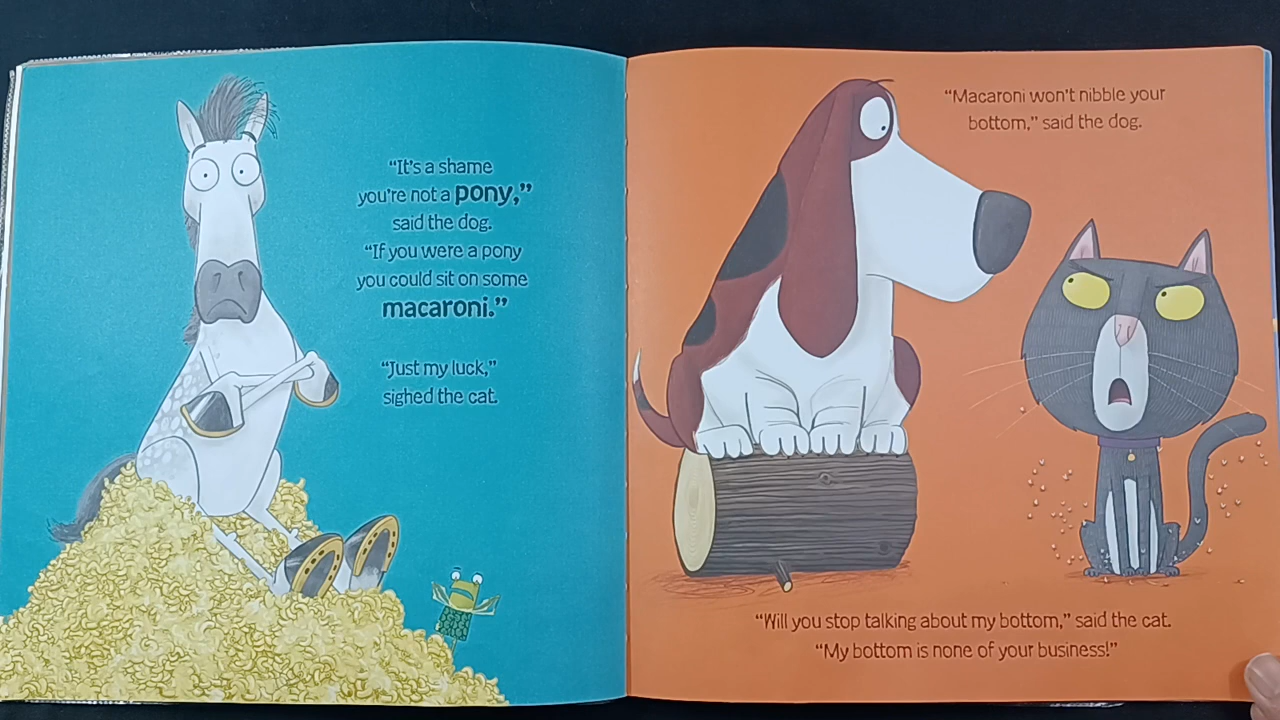 “It’s a shame
you’re not a pony,”
said the dog.
“If you were a pony
you could sit on some
macaroni.”
“Just my luck,”
sighed the cat.
“Macaroni won’t nibble your
bottom,” said the dog.
“Will you stop talking about my bottom,” said the cat.
“My bottom is none of your business!”